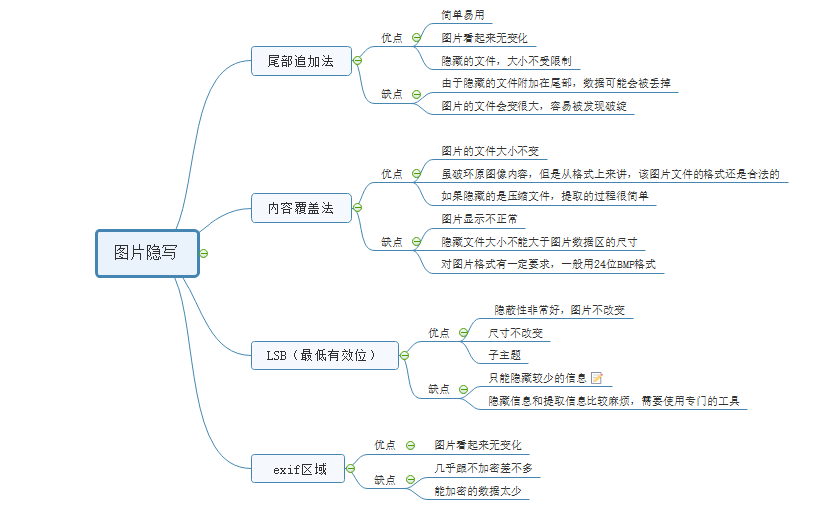 图片隐写
尾部追加法
优点
简单易用
图片看起来无变化
隐藏的文件，大小不受限制
缺点
由于隐藏的文件附加在尾部，数据可能会被丢掉
图片的文件会变很大，容易被发现破绽
内容覆盖法
优点
图片的文件大小不变
虽破坏原图像内容，但是从格式上来讲，该图片文件的格式还是合法的
如果隐藏的是压缩文件，提取的过程很简单
缺点
图片显示不正常
隐藏文件大小不能大于图片数据区的尺寸
对图片格式有一定要求，一般用24位BMP格式
LSB（最低有效位）
优点
隐蔽性非常好，图片不改变
尺寸不改变
子主题
缺点
只能隐藏较少的信息
隐藏信息和提取信息比较麻烦，需要使用专门的工具
exif区域
优点
图片看起来无变化
缺点
几乎跟不加密差不多
能加密的数据太少